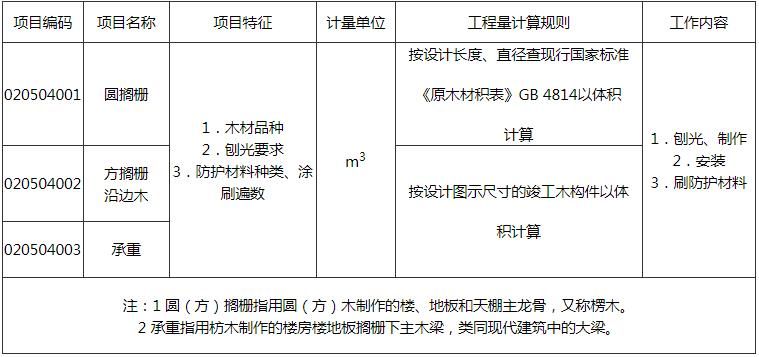 项目编码 项目名称 项目特征 计量单位 工程量计算规则 工作内容
020504001 圆搁栅
1．木材品种
2．刨光要求
3．防护材料种类、涂
刷遍数
m³
按设计长度、直径查现行国家标准
《原木材积表》GB 4814以体积
计算
1．刨光、制作
2．安装
3．刷防护材料
020504002 方搁栅
沿边木
按设计图示尺寸的竣工木构件以体
积计算
020504003 承重
注：1 圆（方）搁栅指用圆（方）木制作的楼、地板和天棚主龙骨，又称楞木。
2 承重指用枋木制作的楼房楼地板搁栅下主木梁，类同现代建筑中的大梁。